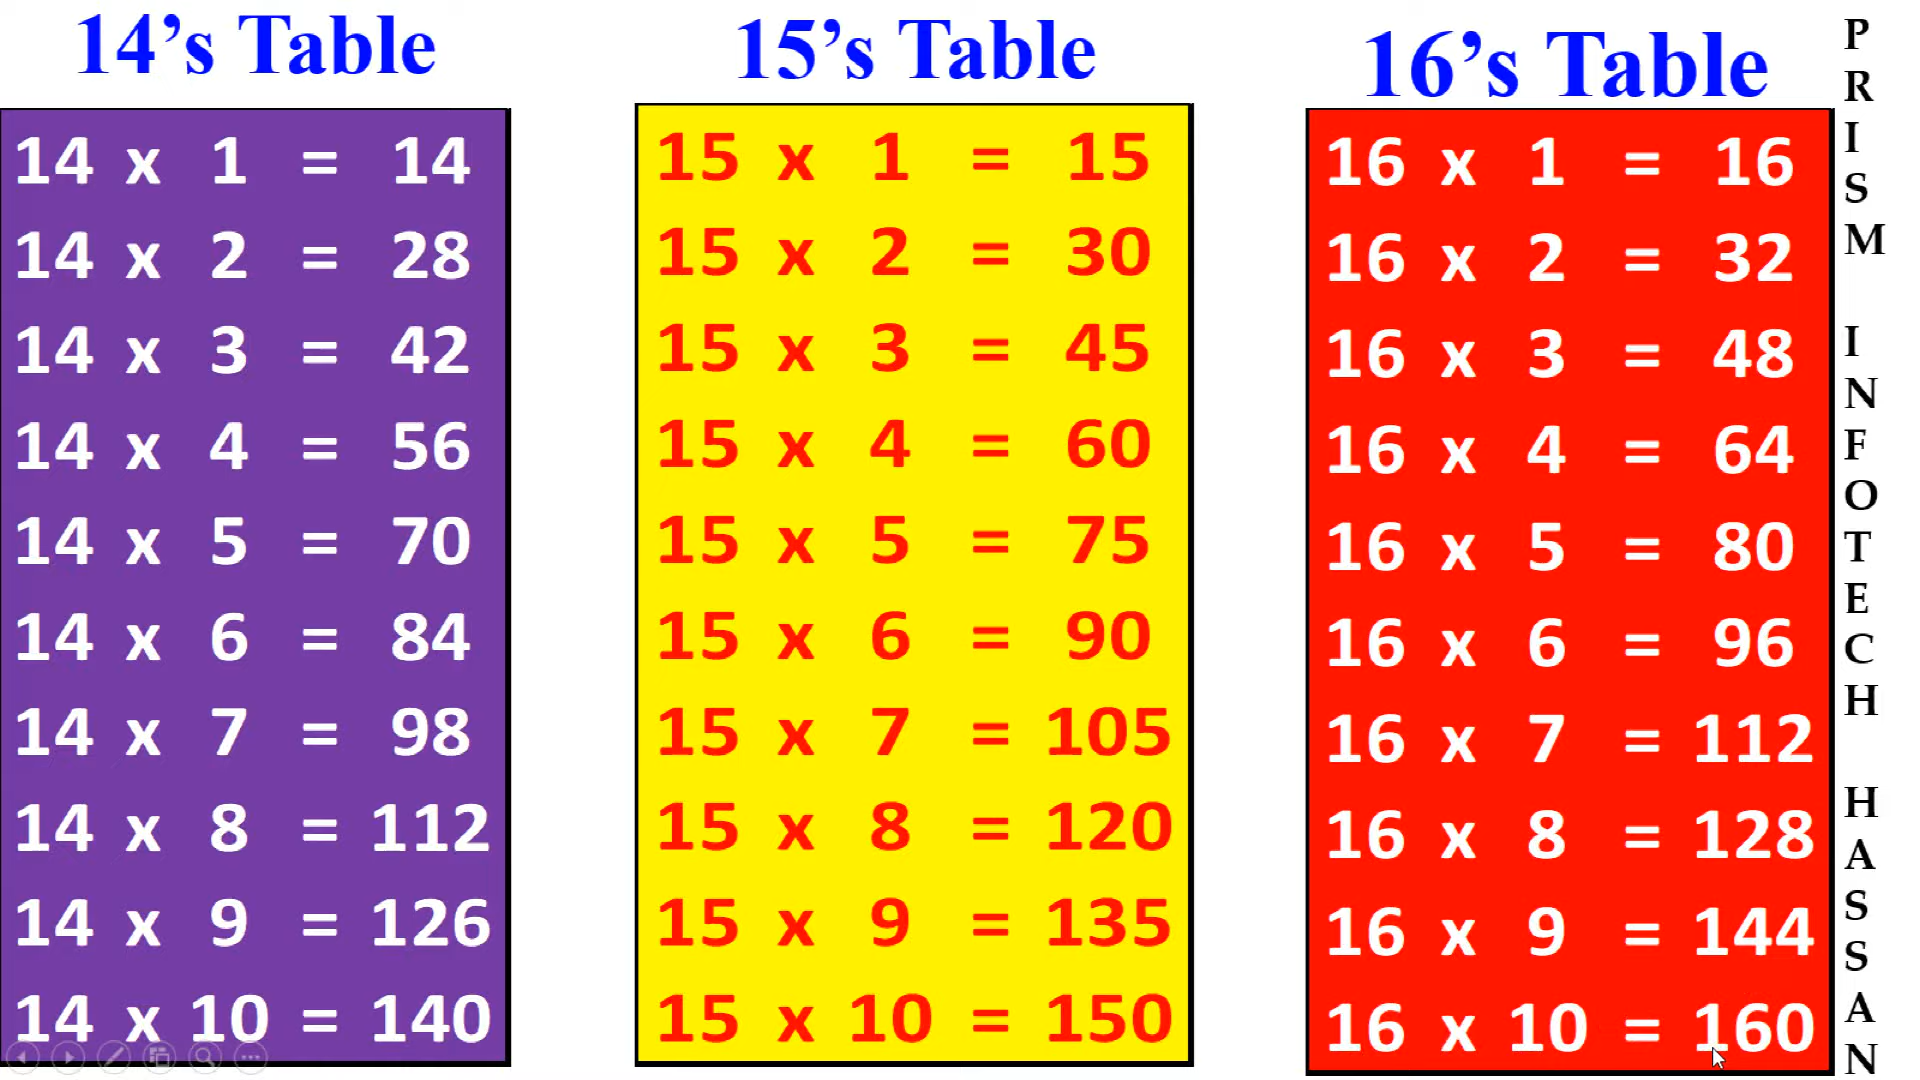 14’s Table
14 x 1 = 14
14 x 2 = 28
14 x 3 = 42
14 x 4 = 56
14 x 5 = 70
14 x 6 = 84
14 x 7 = 98
14 x 8 = 112
14 x 9 = 126
14 x 10 = 140
15’s Table
15 x 1 = 15
15 x 2 = 30
15 x 3 = 45
15 x 4 = 60
15 x 5 = 75
15 x 6 = 90
15 x 7 = 105
15 x 8 = 120
15 x 9 = 135
15 x 10 = 150
16’s Table
16 x 1 = 16
16 x 2 = 32
16 x 3 = 48
16 x 4 = 64
16 x 5 = 80
16 x 6 = 96
16 x 7 = 112
16 x 8 = 128
16 x 9 = 144
16 x 10 = 160
PRISM INFOTECH HASSAN